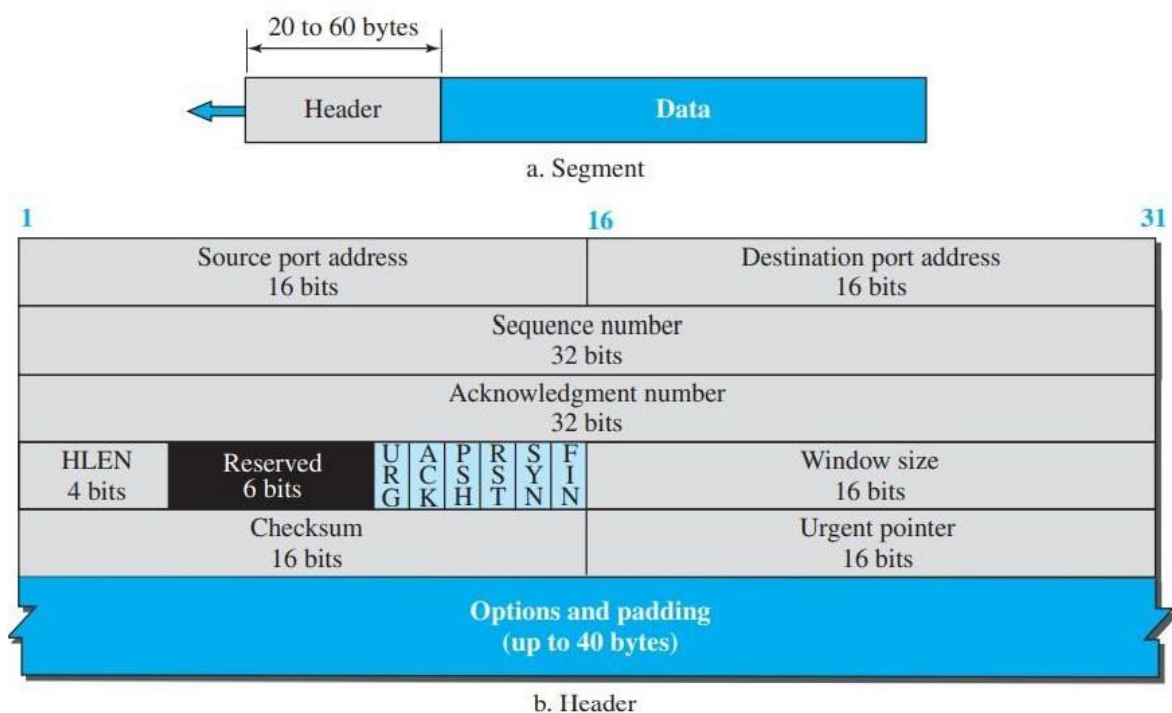 20 to 60 bytes
Header
Data
a. Segment
1
16
31
Source port address
16 bits
Destination port address
16 bits
Sequence number
32 bits
Acknowledgment number
32 bits
HLEN
4 bits
Reserved
6 bits
URG
ACK
PSH
RST
SYN
FIN
Window size
16 bits
Checksum
16 bits
Urgent pointer
16 bits
Options and padding
(up to 40 bytes)
b. Header